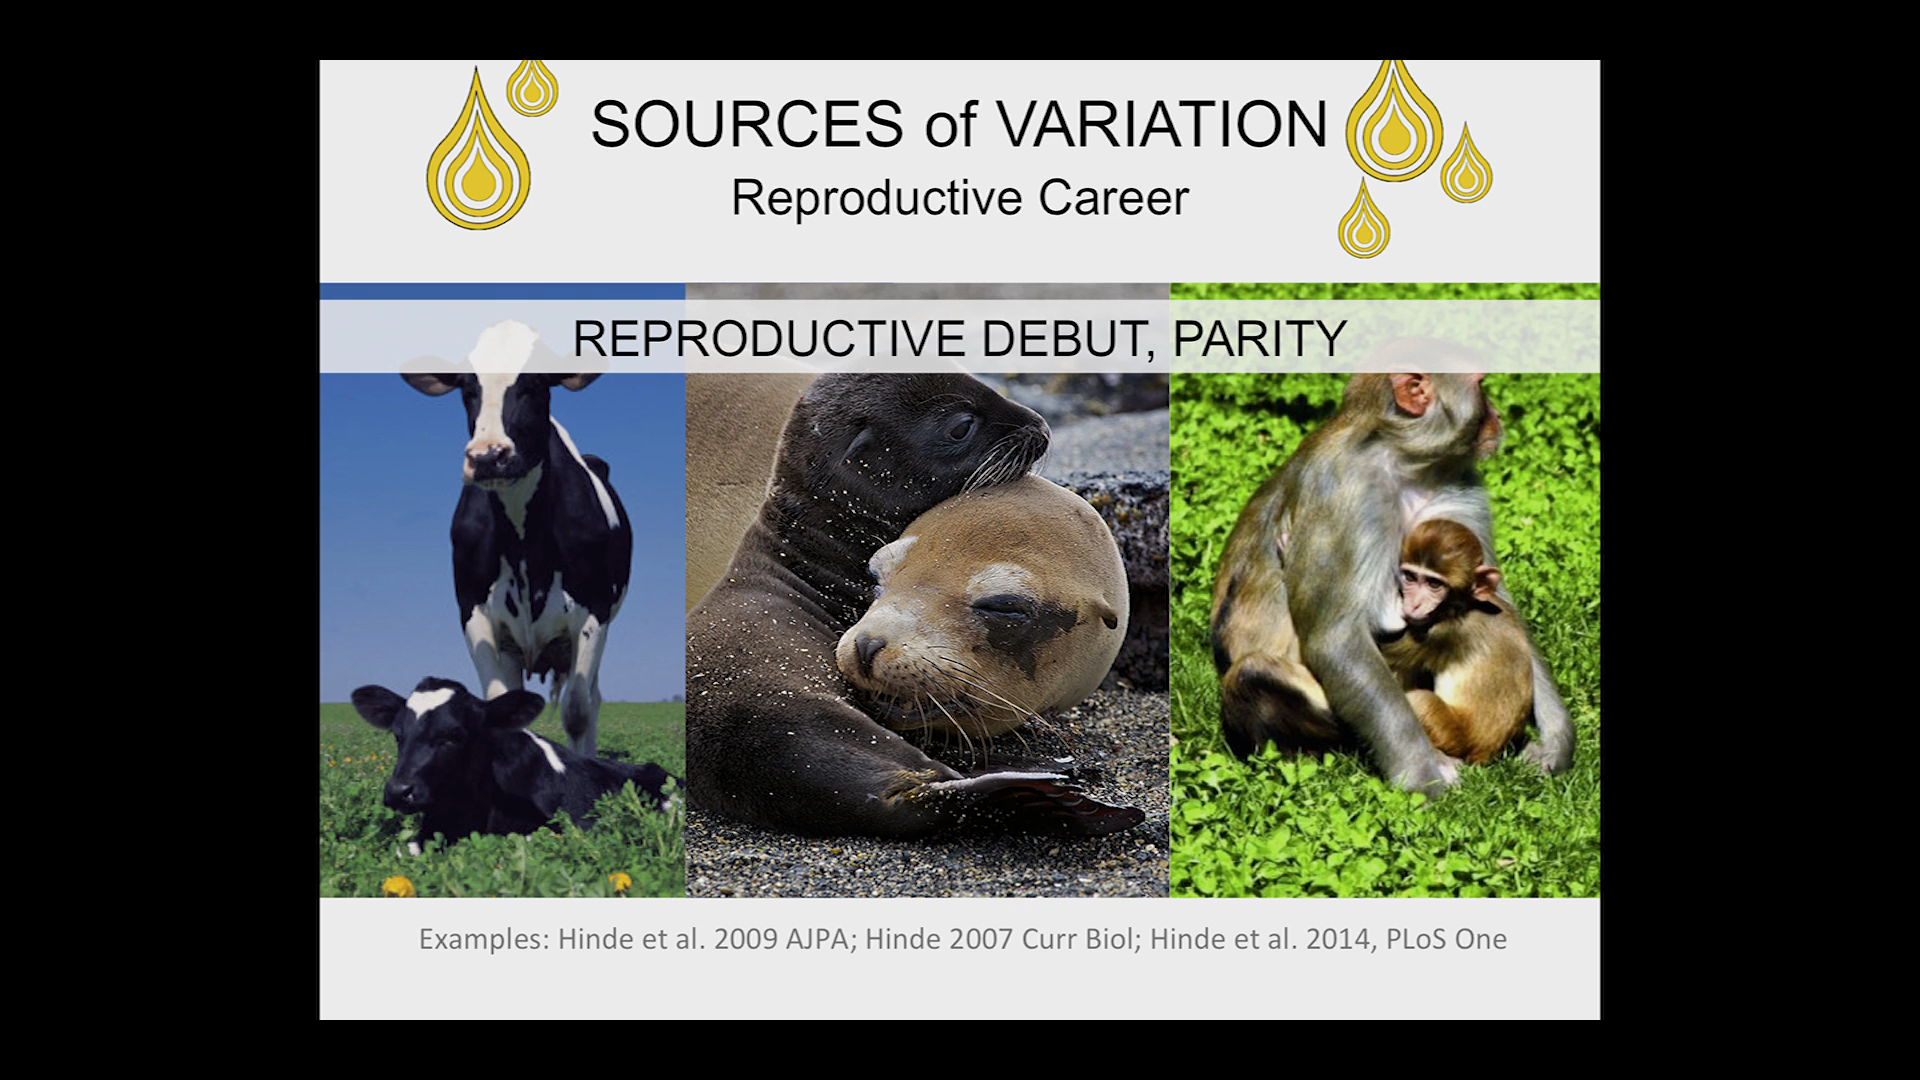 SOURCES of VARIATION
Reproductive Career
REPRODUCTIVE DEBUT, PARITY
Examples: Hinde et al. 2009 AJPA; Hinde 2007 Curr Biol; Hinde et al. 2014, PLoS One